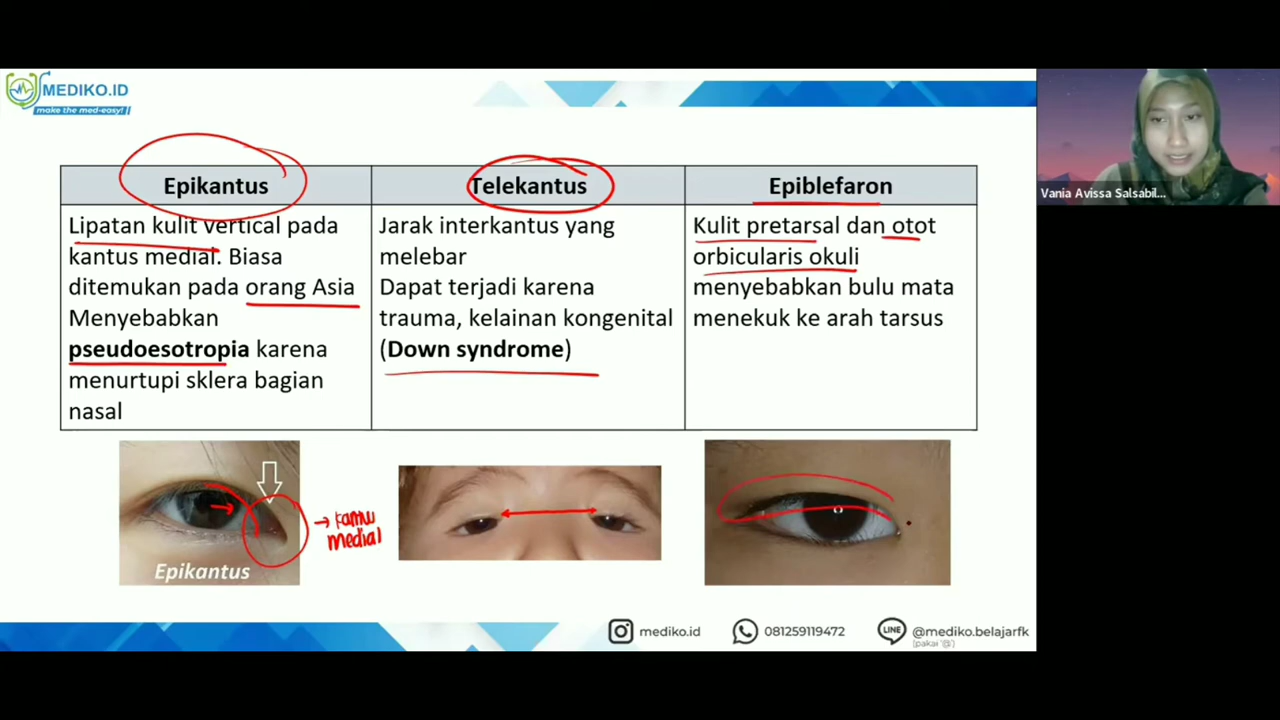 MEDIKO.ID
make the med-easy!
Vania Avissa Salsabil...
Epikantus
Lipatan kulit vertical pada
kantus medial. Biasa
ditemukan pada orang Asia
Menyebabkan
pseudoesotropia karena
menurtupi sklera bagian
nasal
Telekantus
Jarak interkantus yang
melebar
Dapat terjadi karena
trauma, kelainan kongenital
(Down syndrome)
Epiblefaron
Kulit pretarsal dan otot
orbicularis okuli
menyebabkan bulu mata
menekuk ke arah tarsus
medial
Epikantus
mediko.id
081259119472
LINE
@mediko.belajarfk
(pakai '@')